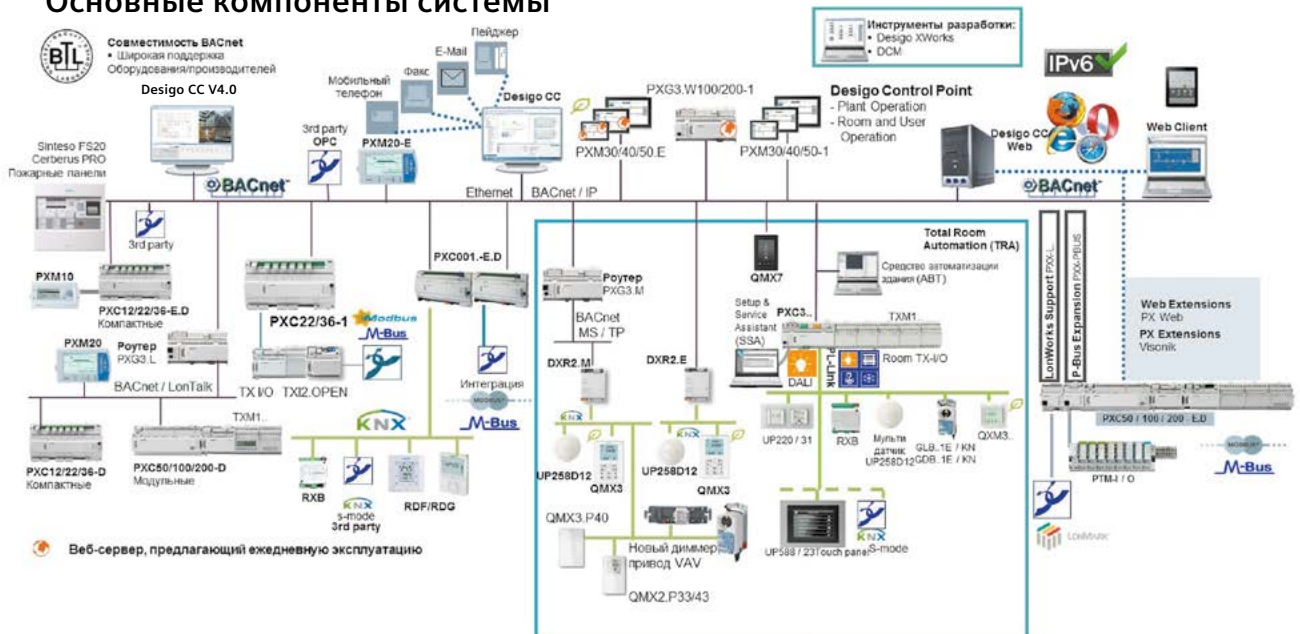 Основные компоненты системы
BTL
Совместимость BACnet
• Широкая поддержка
Оборудования/производителей
Desigo CC V4.0
Пейджер
E-Mail
Факс
Мобильный
телефон
Desigo CC
PXG3.W100/200-1
Инструменты разработки:
• Desigo XWorks
• DCM
IPv6
Desigo Control Point
- Plant Operation
- Room and User
Operation
Desigo CC
Web
Web Client
3rd party
OPC
PXM20-E
PXM30/40/50.E
PXM30/40/50-1
Sinteso FS20
Cerberus PRO
Пожарные панели
BACnet
Ethernet
BACnet / IP
BACnet
3rd party
PXM10
PXC12/22/36-E.D
Компактные
PXC22/36-1
Modbus
M-Bus
PXC001.-E.D
Роутер
PXG3.M
BACnet
MS / TP
QMX7
Total Room
Automation (TRA)
Средство автоматизации
здания (ABT)
LonWorks Support PXX-L.
P-Bus Expansion PXX-PBUS
Web Extensions
PX Web
PX Extensions
Visonik
PXM20
Роутер
PXG3.L
BACnet / LonTalk
TX I/O
TXI2.OPEN
Интеграция
MODBUS
M-Bus
Setup &
Service
Assistant
(SSA)
PXC3..
TXM1...
DALI
PL-Link
Room TX-I/O
DXR2.M
DXR2.E
TXM1..
PXC12/22/36-D
Компактные
PXC50/100/200-D
Модульные
KNX
RXB
KNX
s-mode
3rd party
RDF/RDG
KNX
UP258D12
QMX3
KNX
UP258D12
QMX3
UP220 / 31
RXB
Мульти
датчик
UP258D12
GLB..1E / KN
GDB..1E / KN
QXM3..
PXC50 / 100 / 200 - E.D
PTM-I / O
MODBUS
M-Bus
LONMARK
QMX3.P40
Новый диммер,
привод VAV
QMX2.P33/43
UP588 / 23Touch panel
KNX
S-mode
Веб-сервер, предлагающий ежедневную эксплуатацию